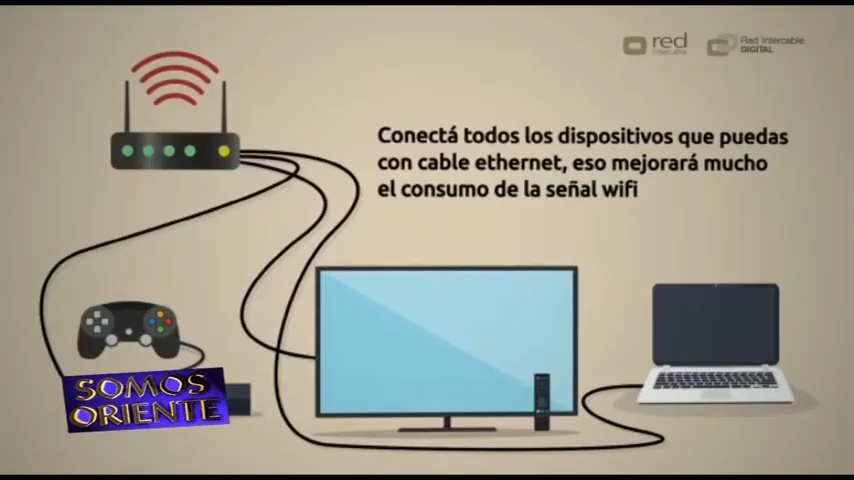 red
intercable
Red Intercable
DIGITAL
Conectá todos los dispositivos que puedas
con cable ethernet, eso mejorará mucho
el consumo de la señal wifi
SOMOS
ORIENTE